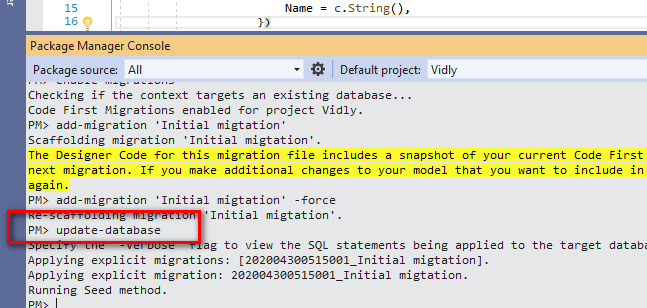 15 Name = c.String(),
16 })
Package Manager Console
Package source: All Default project: Vidly
PM> enable migrations
Checking if the context targets an existing database...
Code First Migrations enabled for project Vidly.
PM> add-migration 'Initial migtation'
Scaffolding migration 'Initial migtation'.
The Designer Code for this migration file includes a snapshot of your current Code First
next migration. If you make additional changes to your model that you want to include in
again.
PM> add-migration 'Initial migtation' -force
Re-scaffolding migration 'Initial migtation'.
PM> update-database
Specify the '-Verbose' flag to view the SQL statements being applied to the target databa
Applying explicit migrations: [202004300515001_Initial migtation].
Applying explicit migration: 202004300515001_Initial migtation.
Running Seed method.
PM>